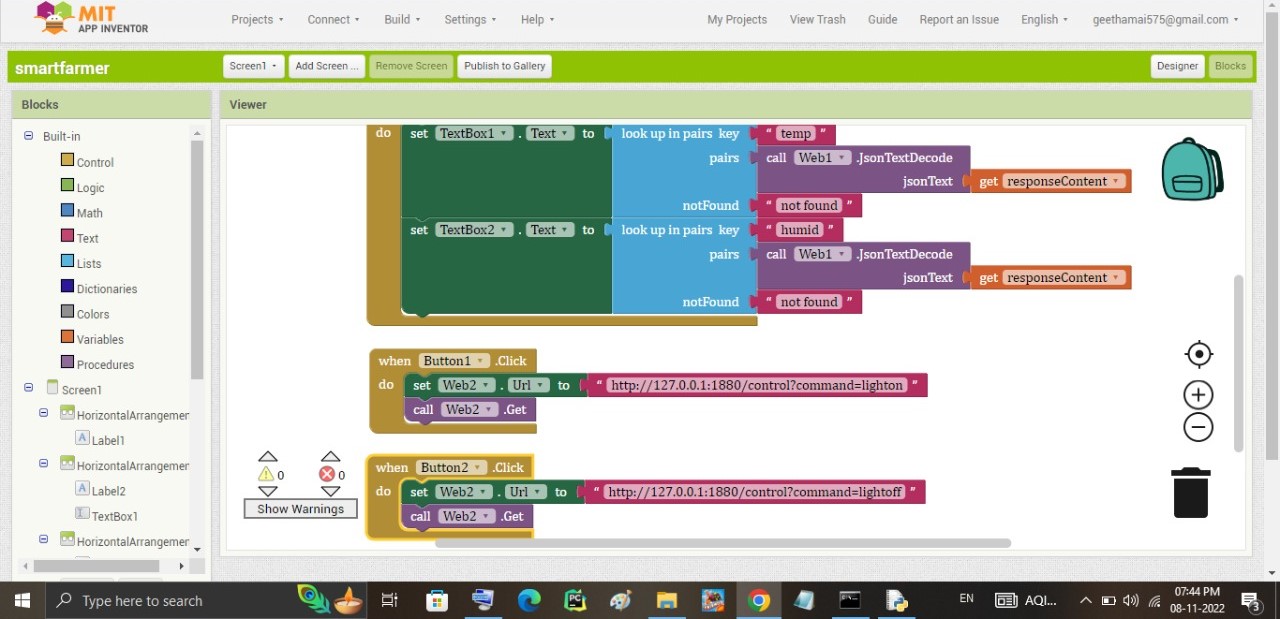 MIT
APP INVENTOR
Projects Connect Build Settings Help My Projects View Trash Guide Report an Issue English geethamai575@gmail.com
smartfarmer Screen1 Add Screen ... Remove Screen Publish to Gallery Designer Blocks
Blocks Viewer
Built-in
Control
Logic
Math
Text
Lists
Dictionaries
Colors
Variables
Procedures
Screen1
HorizontalArrangemer
Label1
HorizontalArrangemer
Label2
TextBox1
HorizontalArrangemer
do set TextBox1 . Text to look up in pairs key “ temp ”
pairs call Web1 .JsonTextDecode
jsonText get responseContent
notFound “ not found ”
set TextBox2 . Text to look up in pairs key “ humid ”
pairs call Web1 .JsonTextDecode
jsonText get responseContent
notFound “ not found ”
when Button1 .Click
do set Web2 . Url to “ http://127.0.0.1:1880/control?command=lighton ”
call Web2 .Get
when Button2 .Click
do set Web2 . Url to “ http://127.0.0.1:1880/control?command=lightoff ”
call Web2 .Get
0 0
Show Warnings
Type here to search EN AQI... 07:44 PM
08-11-2022
3